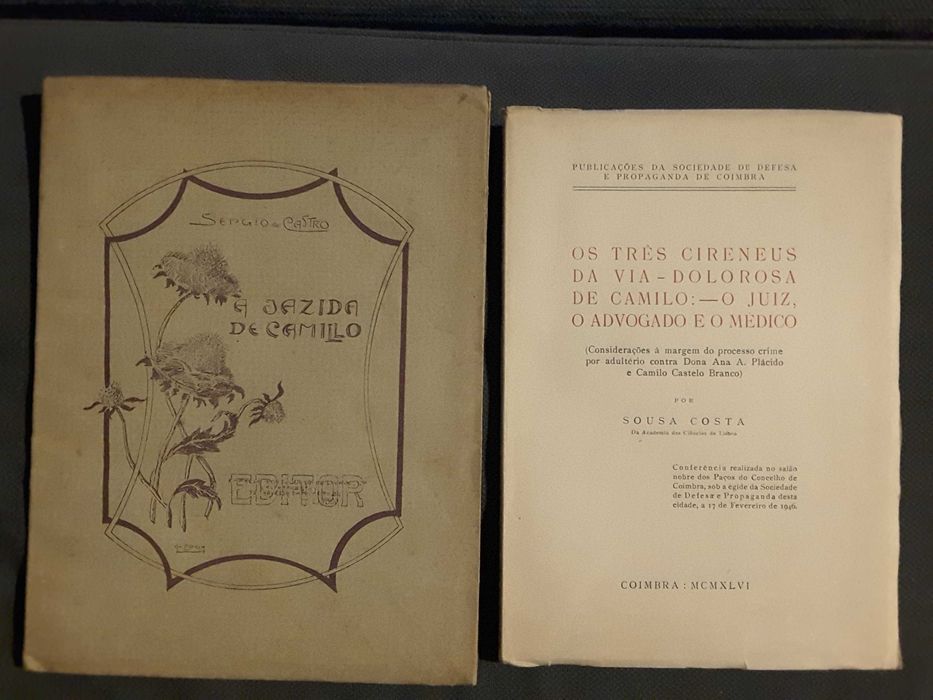 SERGIO DE CASTRO
A JAZIDA
DE CAMILLO
EDITOR
PUBLICAÇÕES DA SOCIEDADE DE DEFESA
E PROPAGANDA DE COIMBRA
OS TRÊS CIRENEUS
DA VIA-DOLOROSA
DE CAMILO:—O JUIZ,
O ADVOGADO E O MEDICO
(Considerações à margem do processo crime
por adultério contra Dona Ana A. Plácido
e Camilo Castelo Branco)
POR
SOUSA COSTA
Da Academia das Ciências de Lisboa
Conferência realizada no salão
nobre dos Paços do Concelho de
Coimbra, sob a égide da Sociedade
de Defesa e Propaganda desta
cidade, a 17 de Fevereiro de 1946.
COIMBRA : MCMXLVI